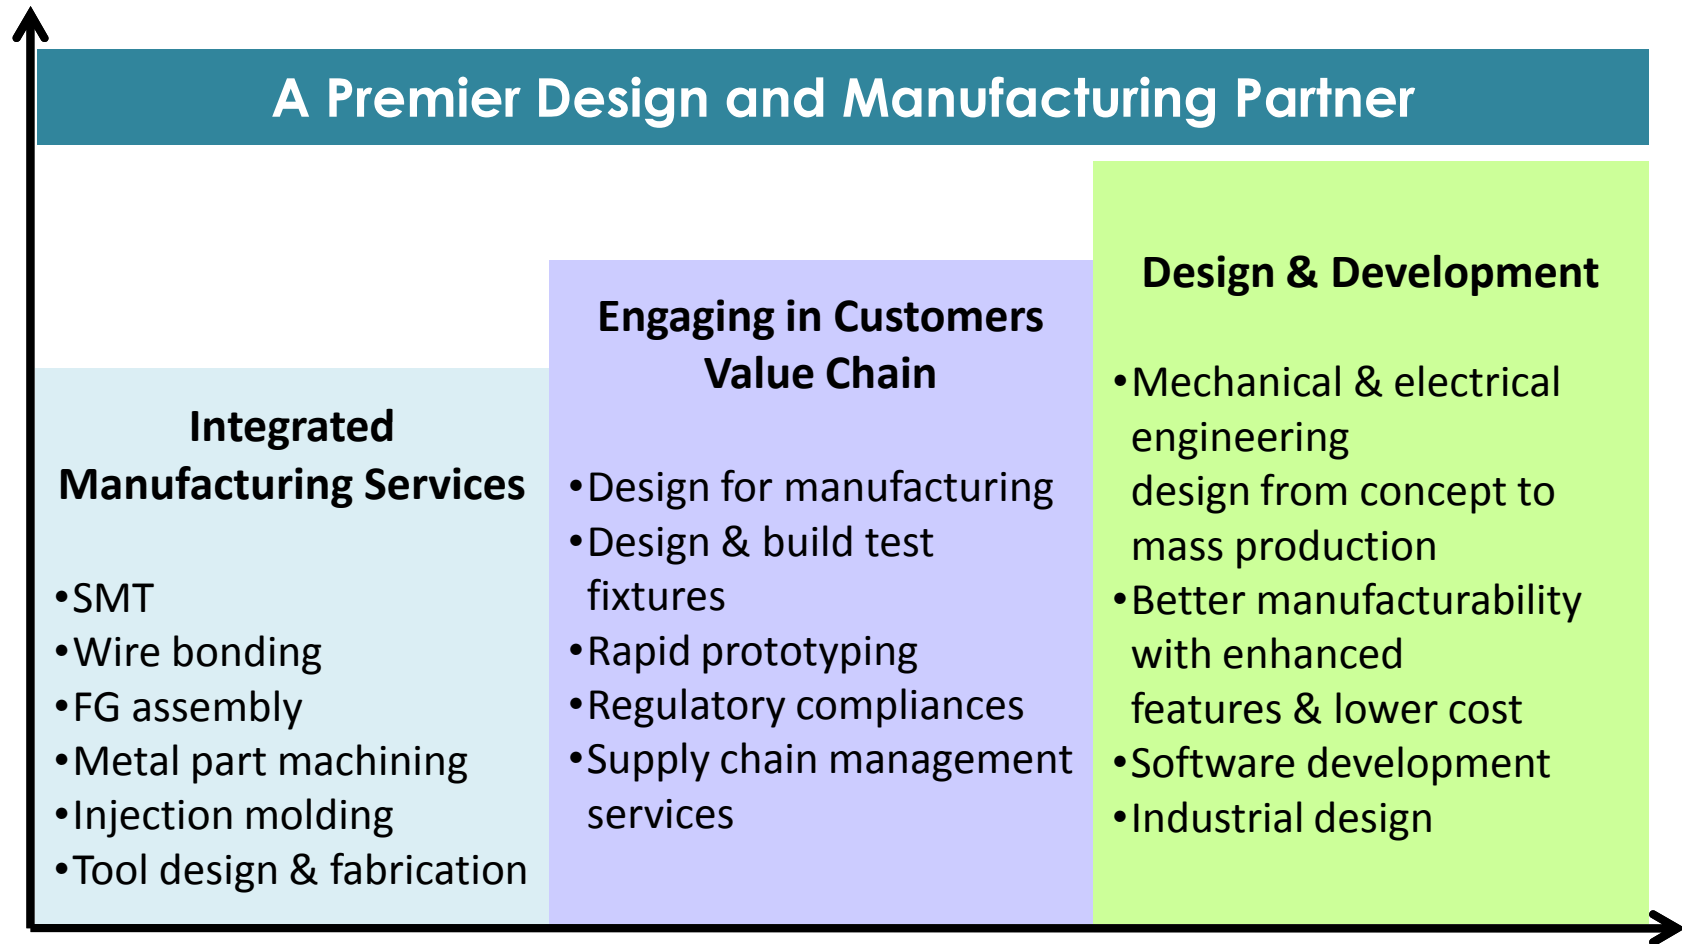 A Premier Design and Manufacturing Partner
Integrated
Manufacturing Services
•SMT
•Wire bonding
•FG assembly
•Metal part machining
•Injection molding
•Tool design & fabrication
Engaging in Customers
Value Chain
•Design for manufacturing
•Design & build test
fixtures
•Rapid prototyping
•Regulatory compliances
•Supply chain management
services
Design & Development
•Mechanical & electrical
engineering
design from concept to
mass production
•Better manufacturability
with enhanced
features & lower cost
•Software development
•Industrial design